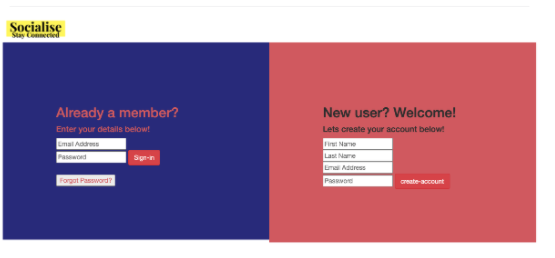 Socialise
Stay Connected
Already a member?
Enter your details below!
Email Address
Password
Sign-in
Forgot Password?
New user? Welcome!
Lets create your account below!
First Name
Last Name
Email Address
Password
create-account